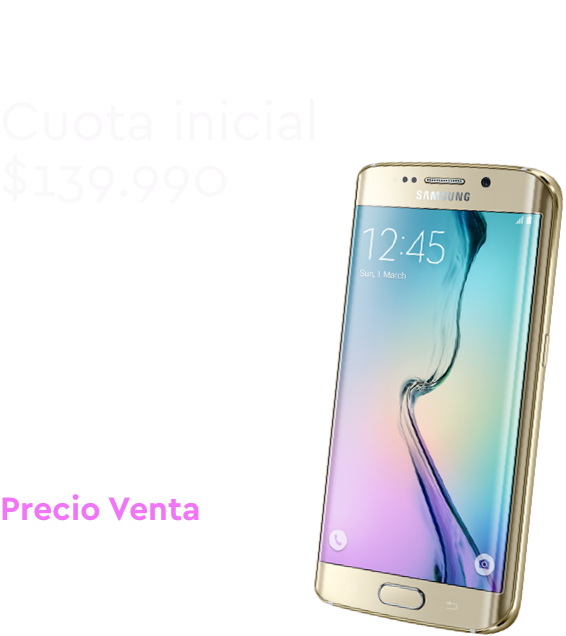 Cuota inicial
$139.990
SAMSUNG
12:45
Sun, 1 March
Precio Venta